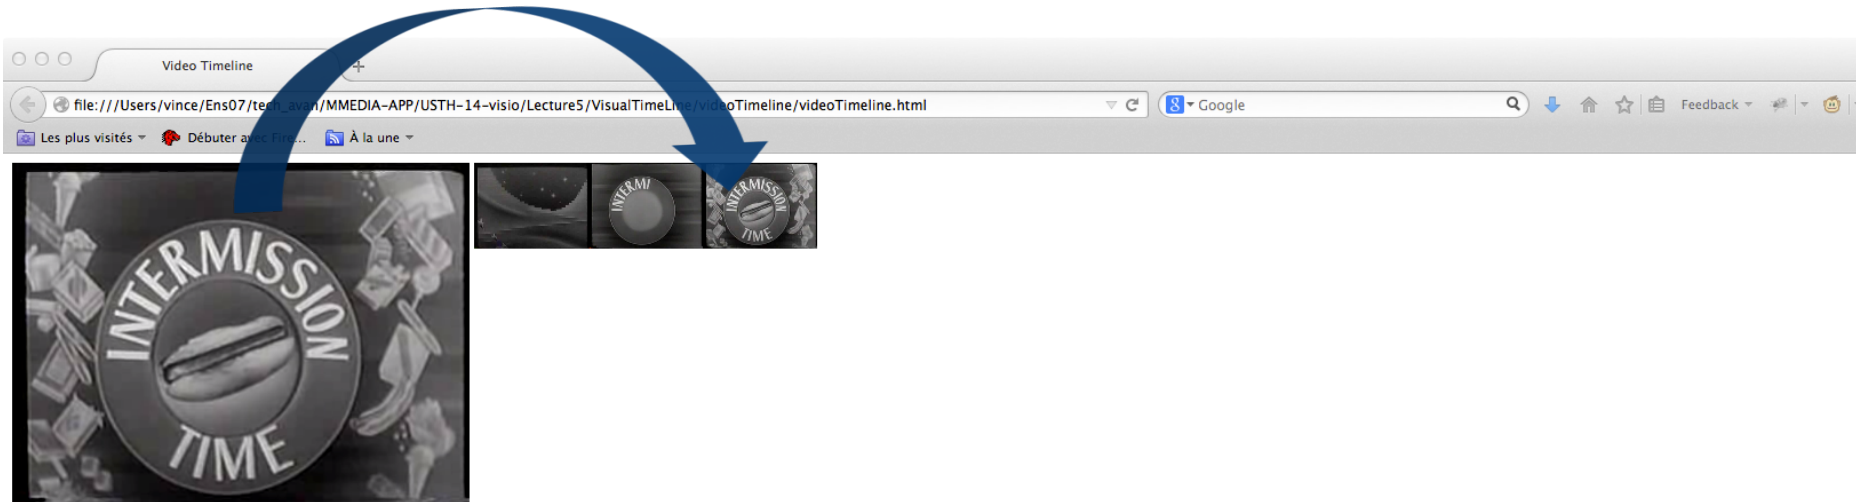 Video Timeline
file:///Users/vince/Ens07/tech_avan/MMEDIA-APP/USTH-14-visio/Lecture5/VisualTimeLine/videoTimeline/videoTimeline.html
8 Google
Feedback
Les plus visités
Débuter avec Fire...
À la une
INTERMISSION
TIME
INTERMI
INTERMISSION
TIME